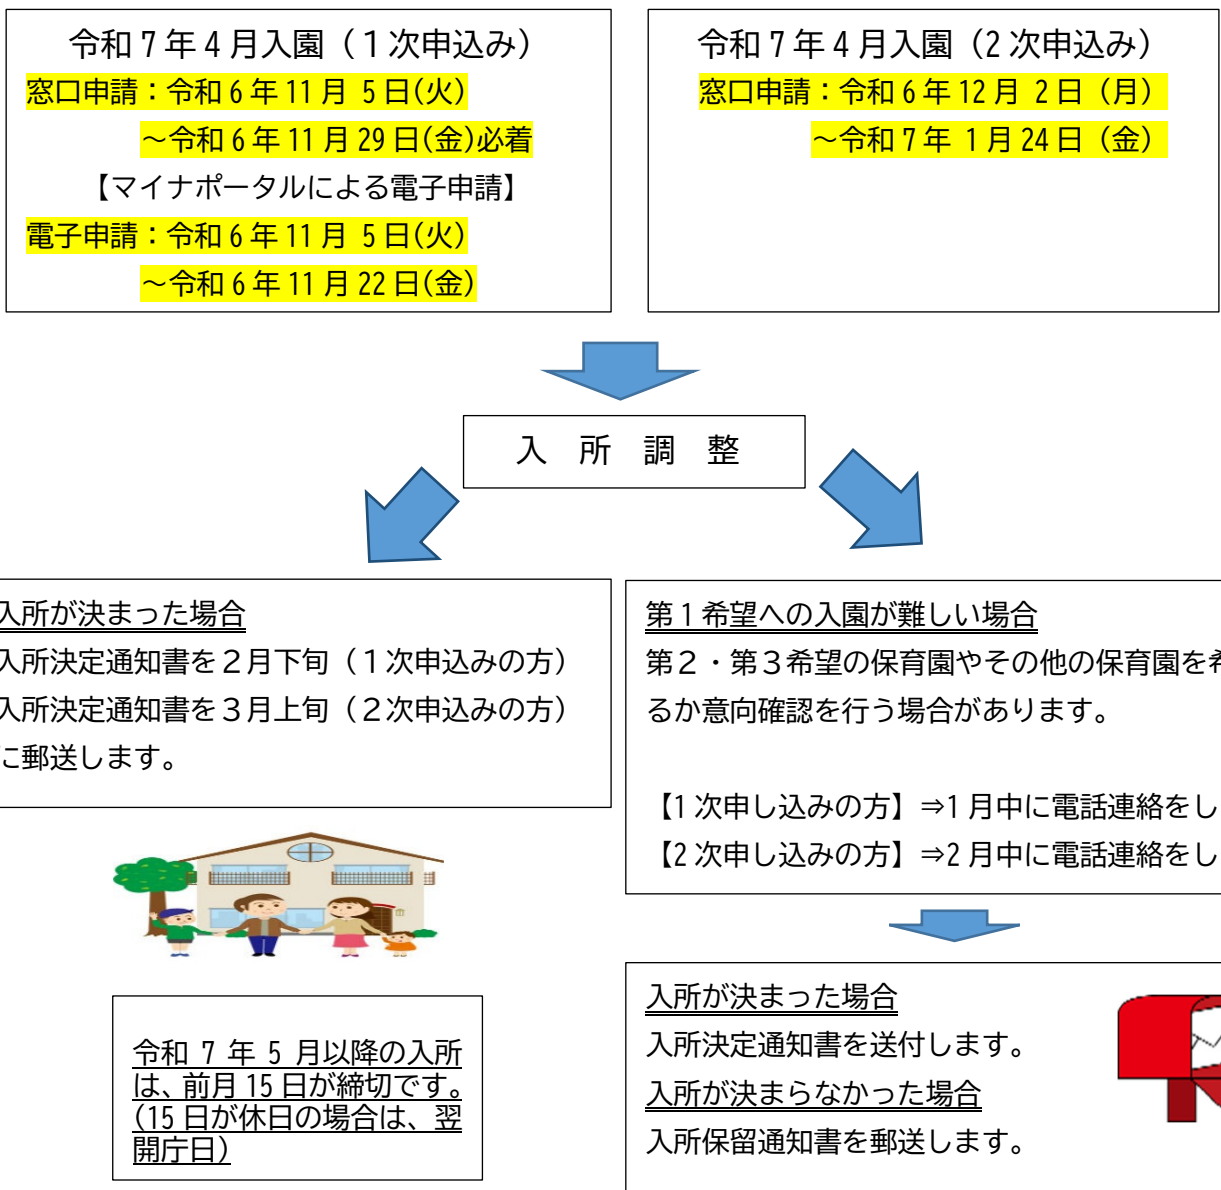 令和７年４月入園（１次申込み）
窓口申請：令和６年11月 5日(火)
～令和６年11月29日(金)必着
【マイナポータルによる電子申請】
電子申請：令和６年11月 5日(火)
～令和６年11月22日(金)
令和７年４月入園（2次申込み）
窓口申請：令和６年12月 2日（月）
～令和７年 1月24日（金）
入 所 調 整
入所が決まった場合
入所決定通知書を２月下旬（１次申込みの方）
入所決定通知書を３月上旬（２次申込みの方）
に郵送します。
第１希望への入園が難しい場合
第２・第３希望の保育園やその他の保育園を希
るか意向確認を行う場合があります。
【1次申し込みの方】⇒1月中に電話連絡をし
【2次申し込みの方】⇒2月中に電話連絡をし
令和 7 年 5 月以降の入所
は、前月15日が締切です。
(15日が休日の場合は、翌
開庁日)
入所が決まった場合
入所決定通知書を送付します。
入所が決まらなかった場合
入所保留通知書を郵送します。